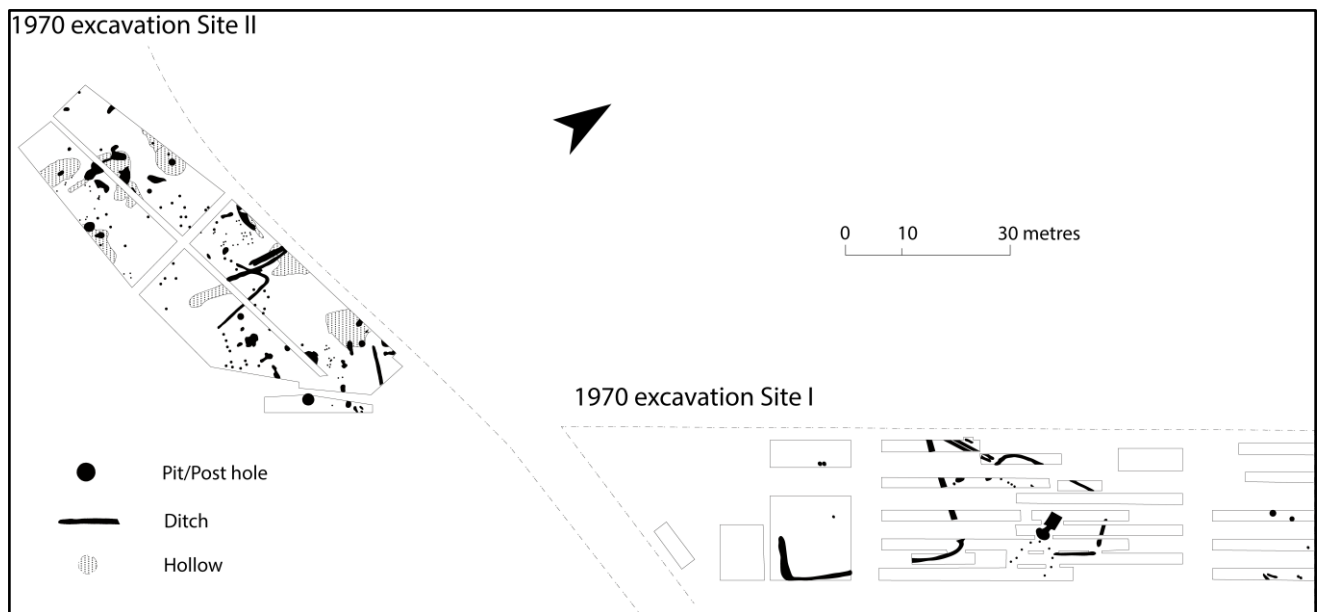 1970 excavation Site II
0 10 30 metres
1970 excavation Site I
Pit/Post hole
Ditch
Hollow